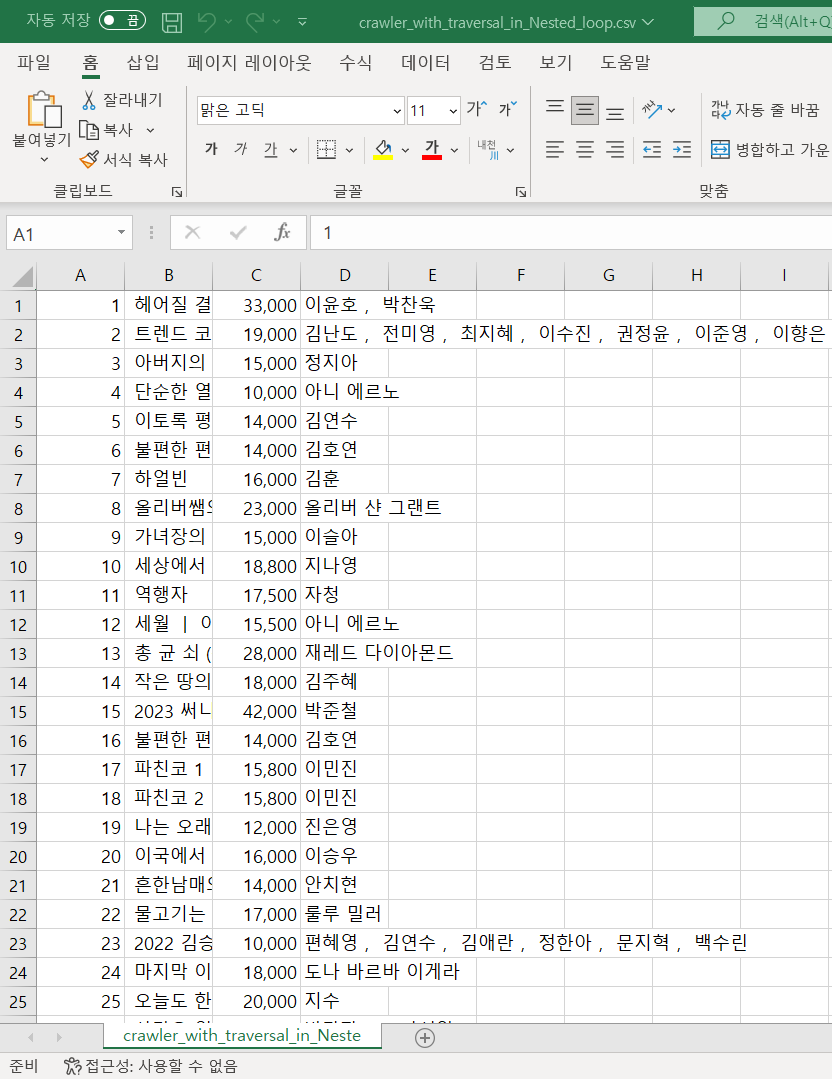 자동 저장 끔 crawler_with_traversal_in_Nested_loop.csv 검색(Alt+Q
파일 홈 삽입 페이지 레이아웃 수식 데이터 검토 보기 도움말
붙여넣기
잘라내기
복사
서식 복사
클립보드
맑은 고딕 11 가 가
가 가 가 가 내천
글꼴
가나다 자동 줄 바꿈
병합하고 가운
맞춤
A1 fx 1
A B C D E F G H I
1 1 헤어질 결 33,000 이윤호 , 박찬욱
2 2 트렌드 코 19,000 김난도 , 전미영 , 최지혜 , 이수진 , 권정윤 , 이준영 , 이향은
3 3 아버지의 15,000 정지아
4 4 단순한 열 10,000 아니 에르노
5 5 이토록 평 14,000 김연수
6 6 불편한 편 14,000 김호연
7 7 하얼빈 16,000 김훈
8 8 올리버쌤 23,000 올리버 샨 그랜트
9 9 가녀장의 15,000 이슬아
10 10 세상에서 18,800 지나영
11 11 역행자 17,500 자청
12 12 세월 | 15,500 아니 에르노
13 13 총 균 쇠 ( 28,000 재레드 다이아몬드
14 14 작은 땅의 18,000 김주혜
15 15 2023 써니 42,000 박준철
16 16 불편한 편 14,000 김호연
17 17 파친코 1 15,800 이민진
18 18 파친코 2 15,800 이민진
19 19 나는 오래 12,000 진은영
20 20 이국에서 16,000 이승우
21 21 흔한남매 14,000 안치현
22 22 물고기는 17,000 룰루 밀러
23 23 2022 김승 10,000 편혜영 , 김연수 , 김애란 , 정한아 , 문지혁 , 백수린
24 24 마지막 이 18,000 도나 바르바 이게라
25 25 오늘도 한 20,000 지수
crawler_with_traversal_in_Neste
준비 접근성: 사용할 수 없음